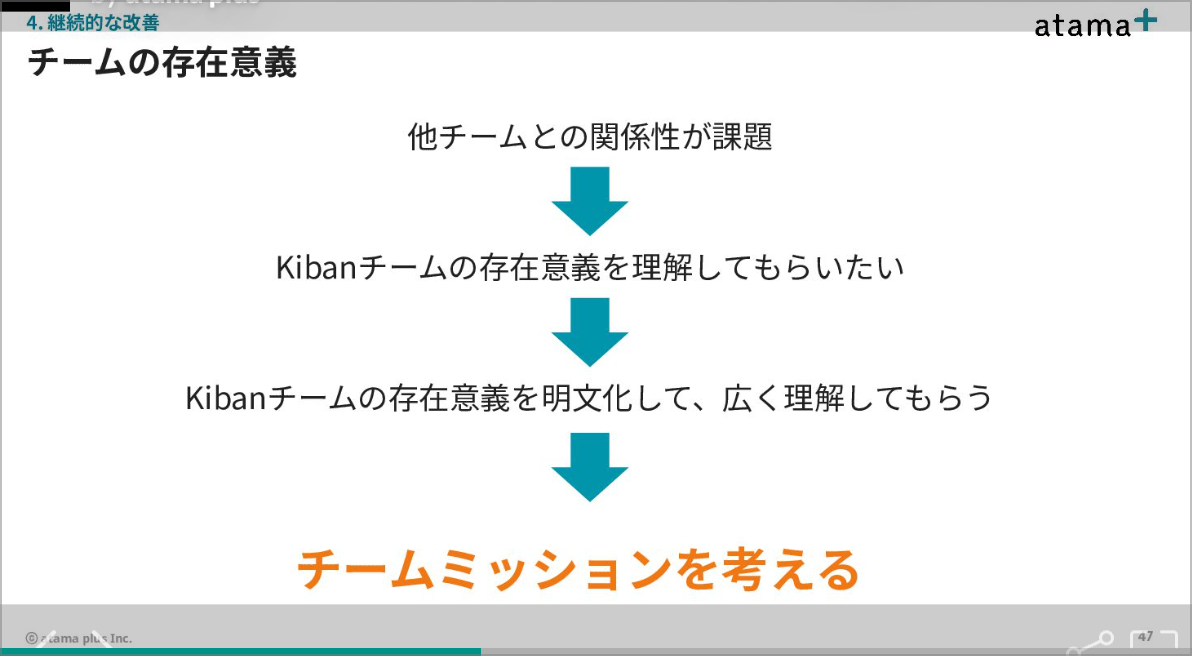 by atama plus
4. 継続的な改善
atama+
チームの存在意義
他チームとの関係性が課題
Kibanチームの存在意義を理解してもらいたい
Kibanチームの存在意義を明文化して、広く理解してもらう
チームミッションを考える
© atama plus Inc.
47